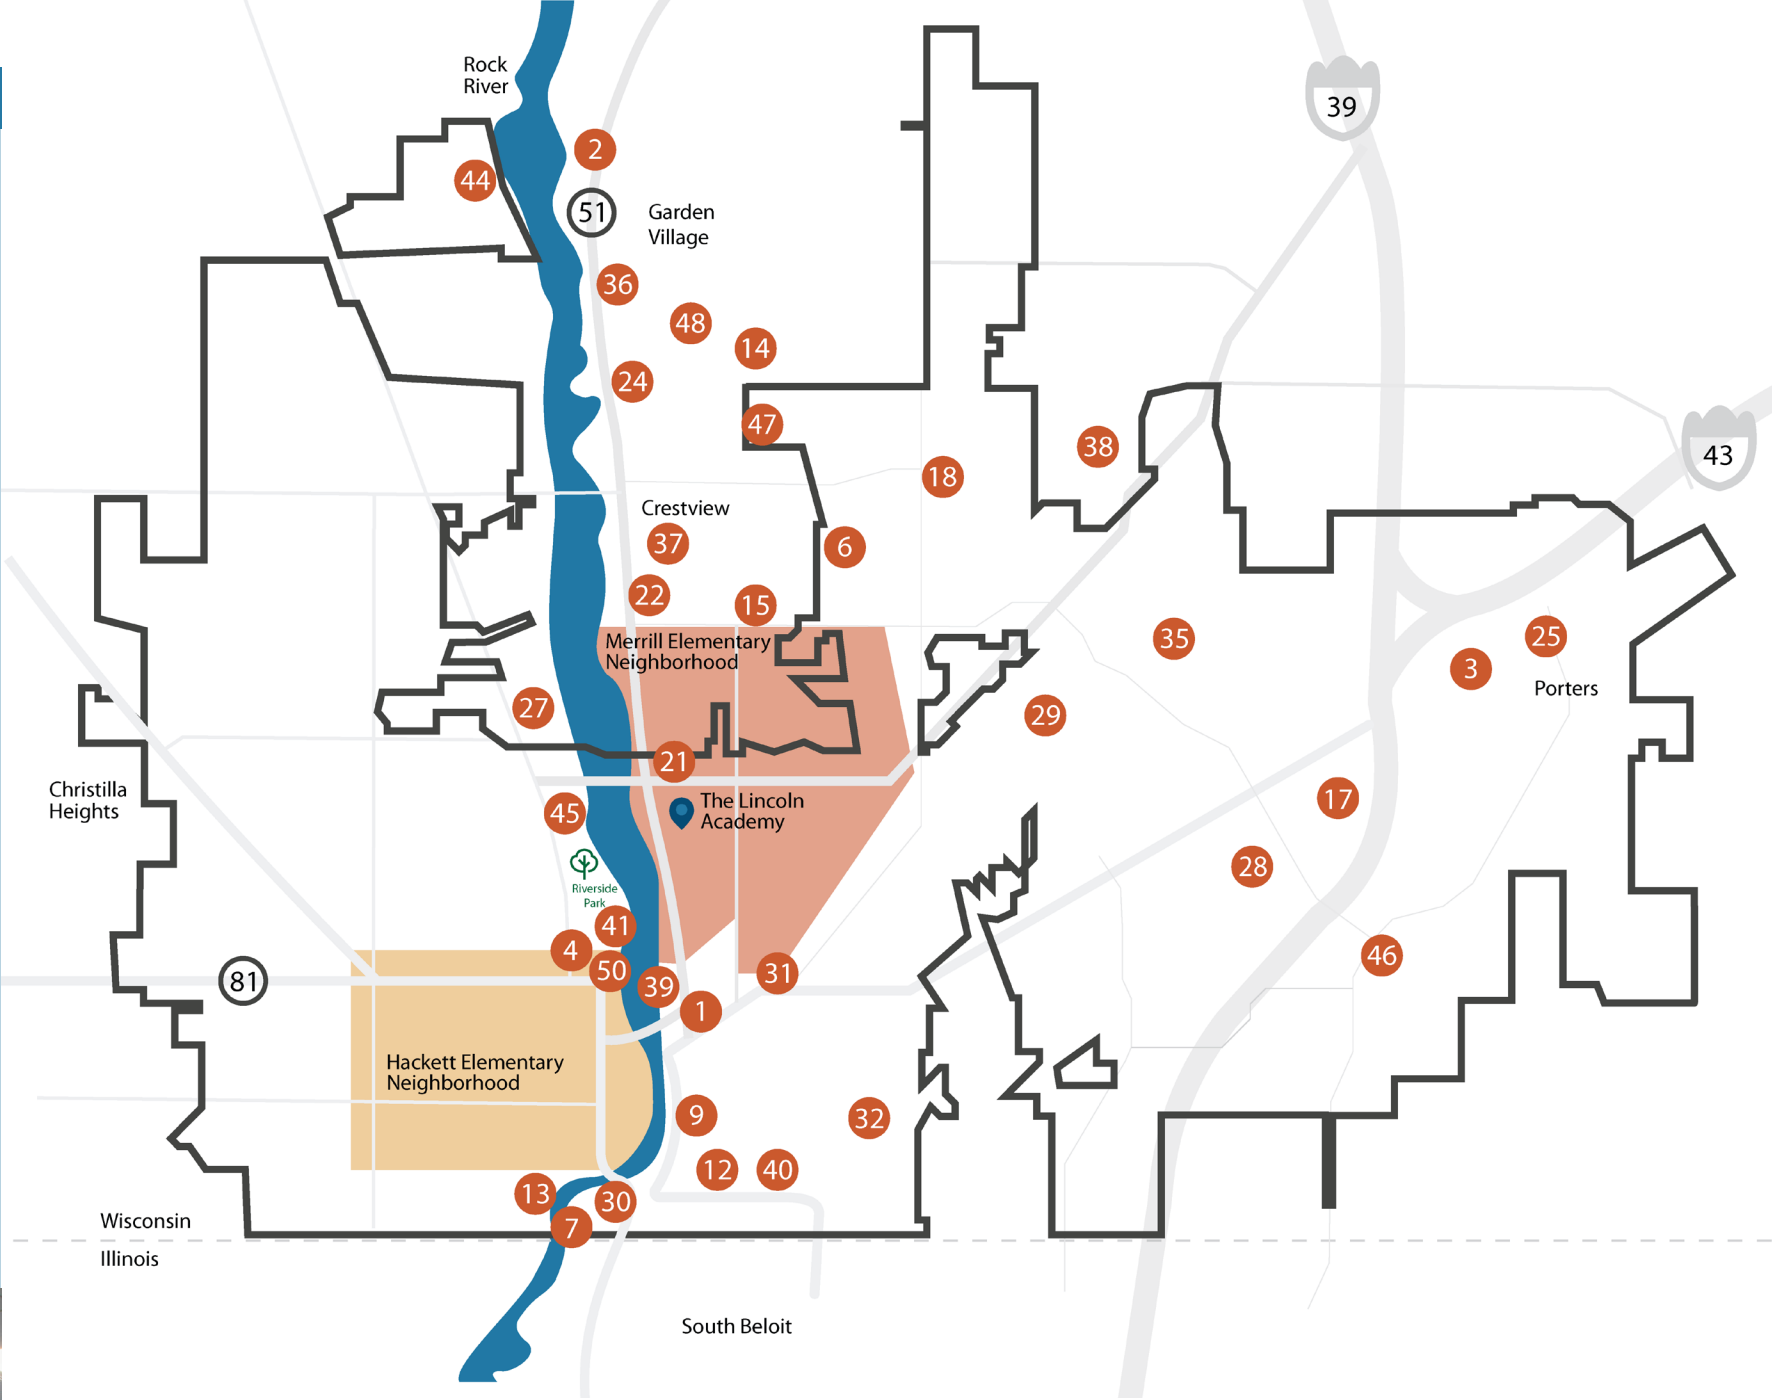 Rock
River
39
2
44
51
Garden
Village
36
48
14
24
47
38
43
18
Crestview
37
6
22
15
Merrill Elementary
Neighborhood
35
25
3
Porters
27
29
21
Christilla
Heights
The Lincoln
Academy
45
17
28
Riverside
Park
41
4
50
46
81
39
31
1
Hackett Elementary
Neighborhood
9
32
12
40
13
30
7
Wisconsin
Illinois
South Beloit